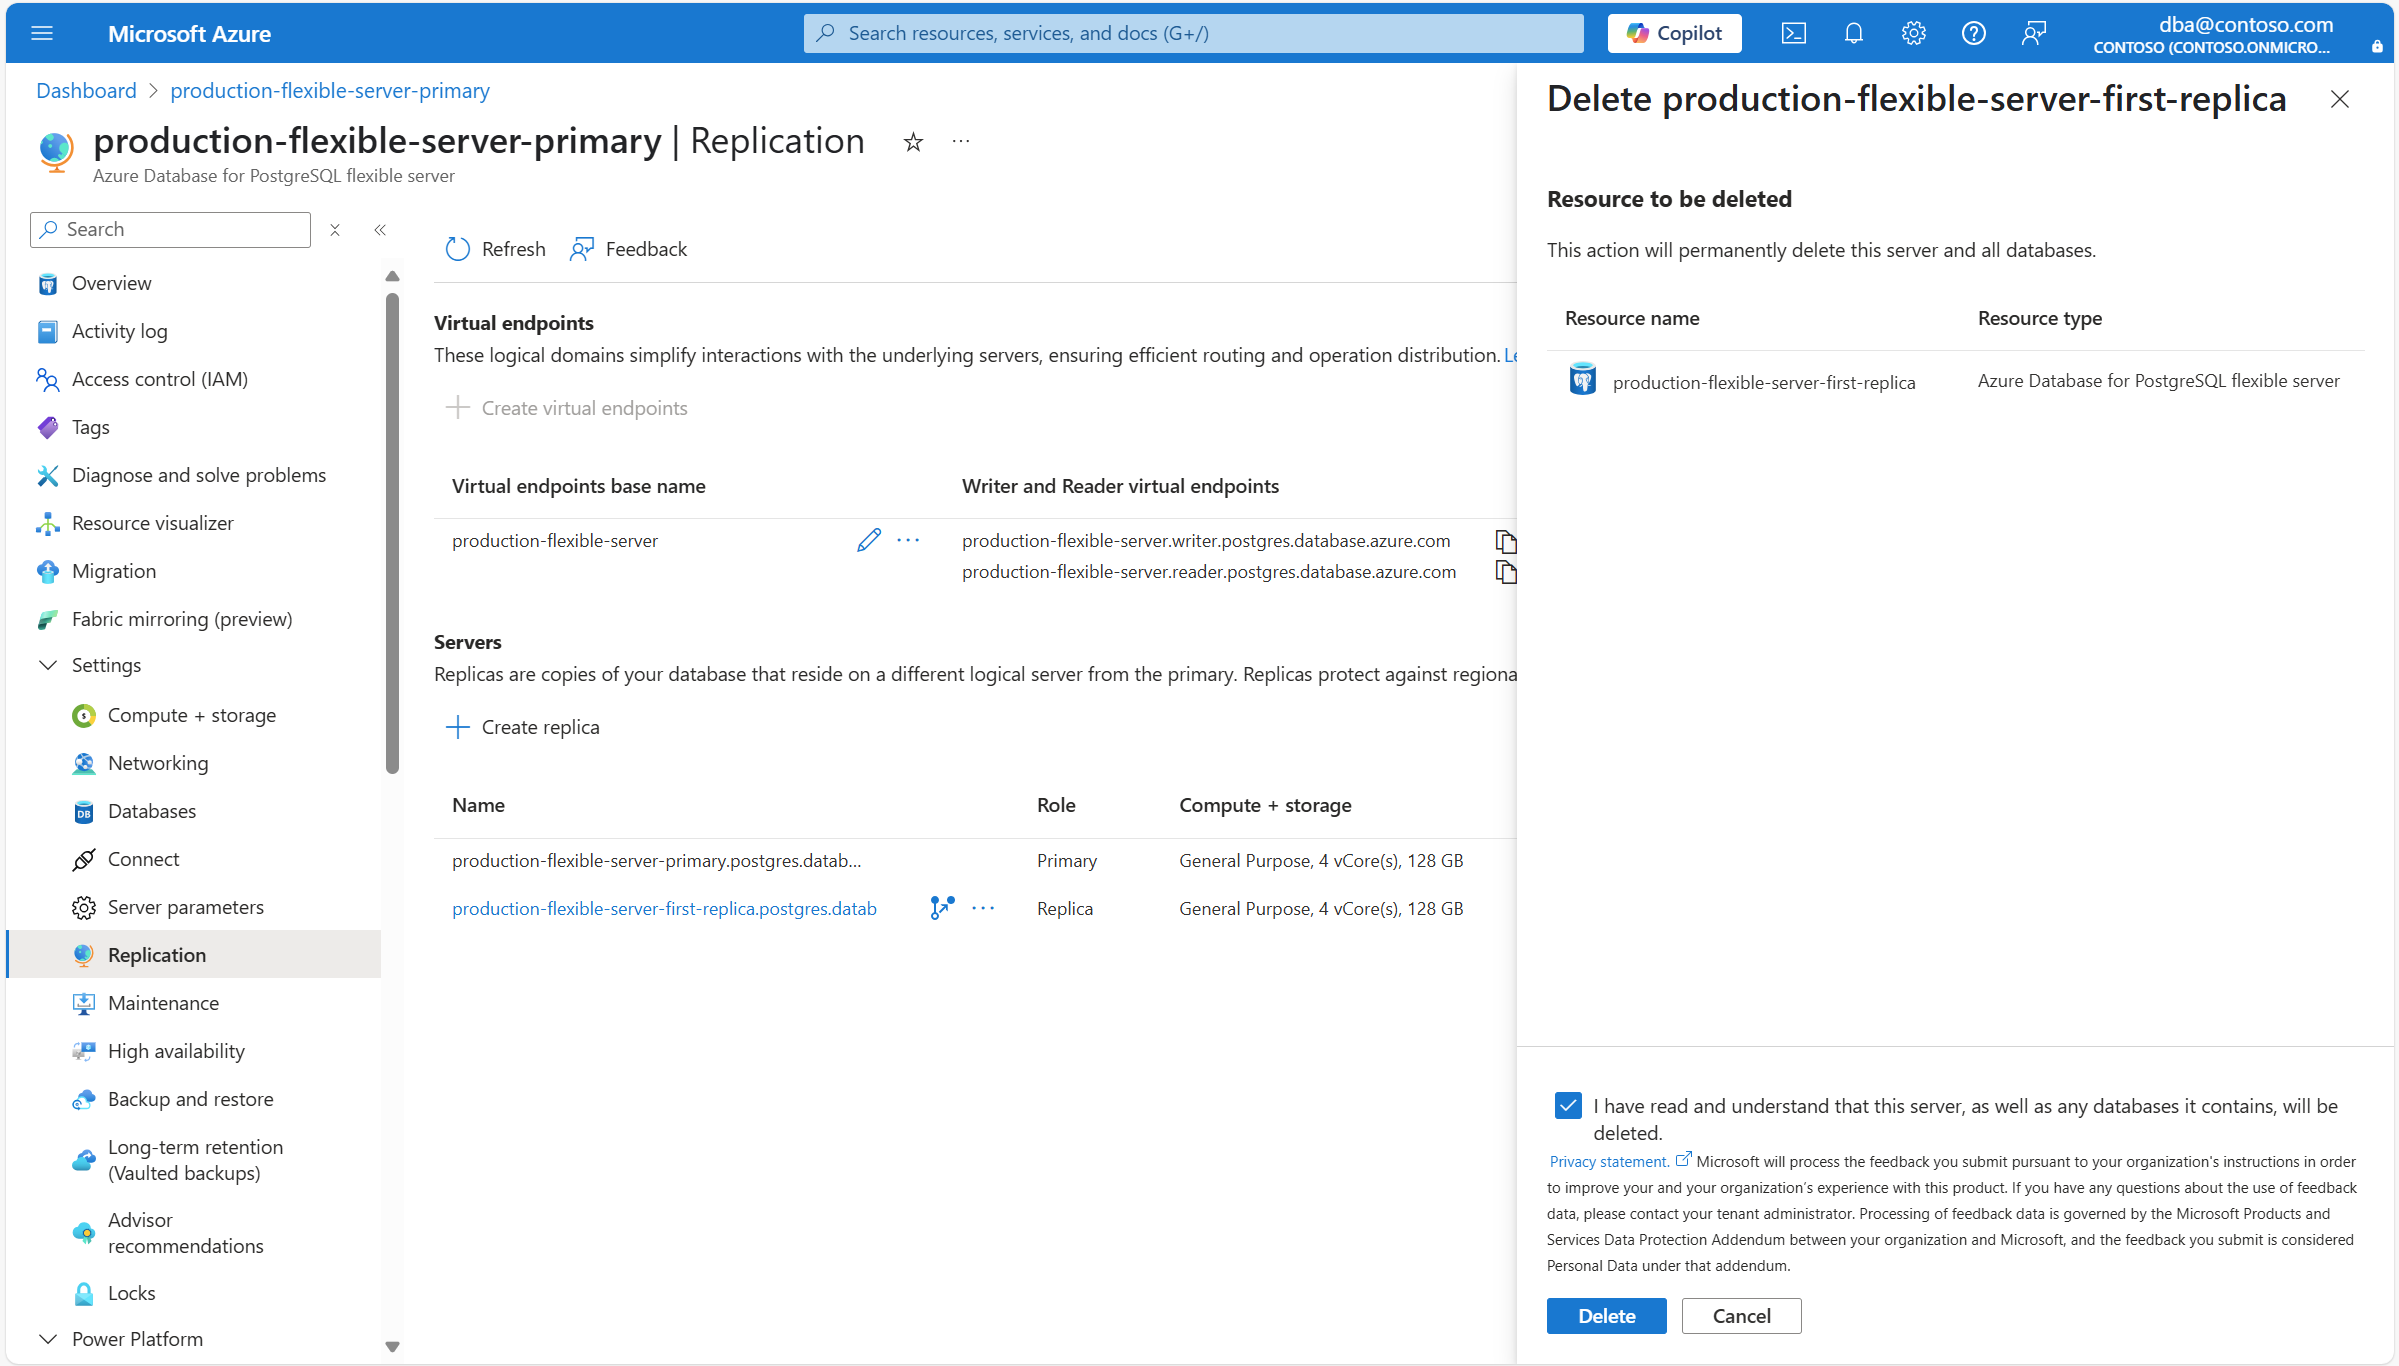 Microsoft Azure
Search resources, services, and docs (G+/)
Copilot
dba@contoso.com
CONTOSO (CONTOSO.ONMICRO...
Dashboard > production-flexible-server-primary
production-flexible-server-primary | Replication
Azure Database for PostgreSQL flexible server
Search
Overview
Activity log
Access control (IAM)
Tags
Diagnose and solve problems
Resource visualizer
Migration
Fabric mirroring (preview)
Settings
Compute + storage
Networking
Databases
Connect
Server parameters
Replication
Maintenance
High availability
Backup and restore
Long-term retention
(Vaulted backups)
Advisor
recommendations
Locks
Power Platform
Refresh
Feedback
Virtual endpoints
These logical domains simplify interactions with the underlying servers, ensuring efficient routing and operation distribution. Le
Create virtual endpoints
Virtual endpoints base name
Writer and Reader virtual endpoints
production-flexible-server
production-flexible-server.writer.postgres.database.azure.com
production-flexible-server.reader.postgres.database.azure.com
Servers
Replicas are copies of your database that reside on a different logical server from the primary. Replicas protect against regiona
Create replica
Name Role Compute + storage
production-flexible-server-primary.postgres.datab... Primary General Purpose, 4 vCore(s), 128 GB
production-flexible-server-first-replica.postgres.datab Replica General Purpose, 4 vCore(s), 128 GB
Delete production-flexible-server-first-replica
Resource to be deleted
This action will permanently delete this server and all databases.
Resource name Resource type
production-flexible-server-first-replica Azure Database for PostgreSQL flexible server
I have read and understand that this server, as well as any databases it contains, will be
deleted.
Privacy statement. Microsoft will process the feedback you submit pursuant to your organization's instructions in order
to improve your and your organization's experience with this product. If you have any questions about the use of feedback
data, please contact your tenant administrator. Processing of feedback data is governed by the Microsoft Products and
Services Data Protection Addendum between your organization and Microsoft, and the feedback you submit is considered
Personal Data under that addendum.
Delete
Cancel